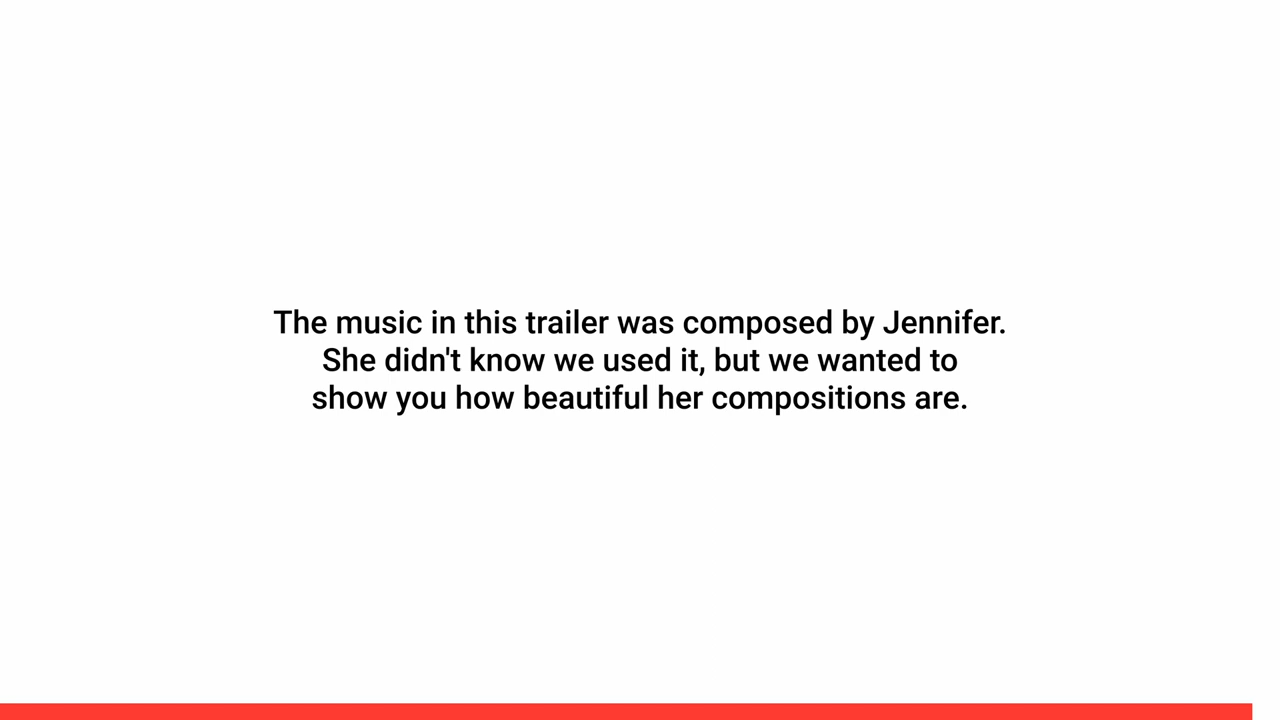 The music in this trailer was composed by Jennifer.
She didn't know we used it, but we wanted to
show you how beautiful her compositions are.